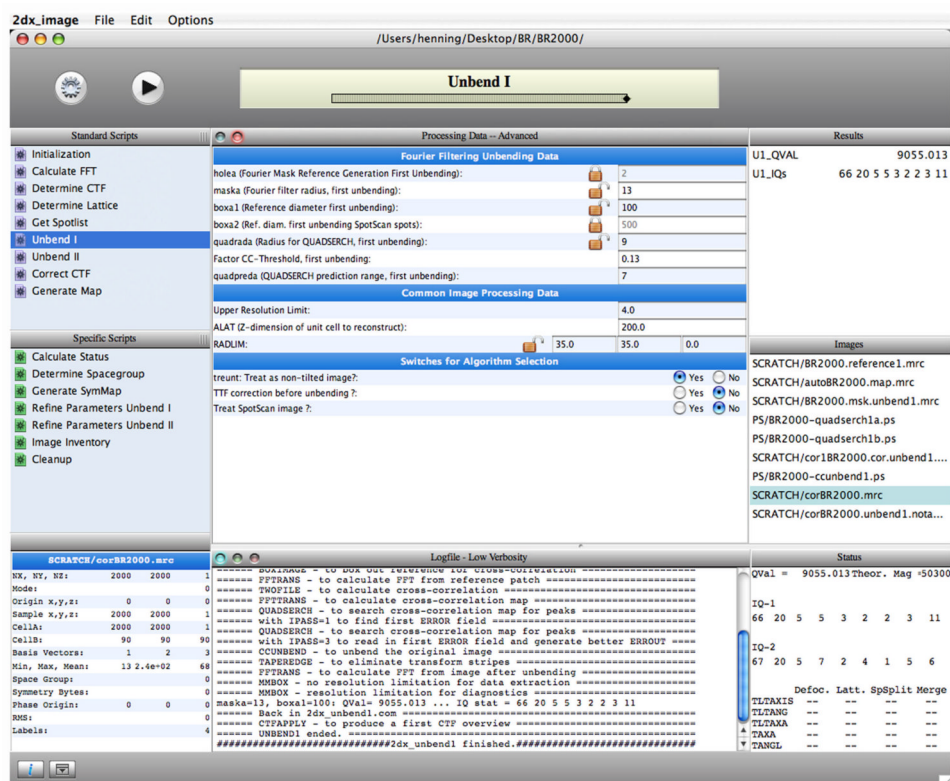 2dx_image File Edit Options
/Users/henning/Desktop/BR/BR2000/
Unbend I
Standard Scripts
Initialization
Calculate FFT
Determine CTF
Determine Lattice
Get Spotlist
Unbend I
Unbend II
Correct CTF
Generate Map
Specific Scripts
Calculate Status
Determine Spacegroup
Generate SymMap
Refine Parameters Unbend I
Refine Parameters Unbend II
Image Inventory
Cleanup
Processing Data -- Advanced
Fourier Filtering Unbending Data
holea (Fourier Mask Reference Generation First Unbending): 2
maska (Fourier filter radius, first unbending): 13
boxa1 (Reference diameter first unbending): 100
boxa2 (Ref. diam. first unbending SpotScan spots): 500
quadrada (Radius for QUADSERCH, first unbending): 9
Factor CC-Threshold, first unbending: 0.13
quadpreda (QUADSERCH prediction range, first unbending): 7
Common Image Processing Data
Upper Resolution Limit: 4.0
ALAT (Z-dimension of unit cell to reconstruct): 200.0
RADLIM: 35.0 35.0 0.0
Switches for Algorithm Selection
treunt: Treat as non-tilted image?: Yes No
TTF correction before unbending ?: Yes No
Treat SpotScan image ?: Yes No
Results
U1_QVAL 9055.013
U1_IQs 66 20 5 5 3 2 2 3 11
Images
SCRATCH/BR2000.reference1.mrc
SCRATCH/autoBR2000.map.mrc
SCRATCH/BR2000.msk.unbend1.mrc
PS/BR2000-quadserch1a.ps
PS/BR2000-quadserch1b.ps
SCRATCH/cor1BR2000.cor.unbend1....
PS/BR2000-ccunbend1.ps
SCRATCH/corBR2000.mrc
SCRATCH/corBR2000.unbend1.nota...
SCRATCH/corBR2000.mrc
NX, NY, NZ: 2000 2000 1
Mode: 0
Origin x,y,z: 0 0 0
Sample x,y,z: 2000 2000 1
CellA: 2000 2000 1
CellB: 90 90 90
Basis Vectors: 1 2 3
Min, Max, Mean: 13 2.4e+02 68
Space Group: 0
Symmetry Bytes: 0
Phase Origin: 0 0 0
RMS: 0
Labels: 4
Logfile - Low Verbosity
====== BOXIMAGE - to box out reference for cross-correlation ======================
====== FFTRANS - to calculate FFT from reference patch ======================
====== TWOFILE - to calculate cross-correlation ======================
====== FFTTRANS - to calculate cross-correlation map ======================
====== QUADSERCH - to search cross-correlation map for peaks ======================
====== with IPASS=1 to find first ERROR field ======================
====== QUADSERCH - to search cross-correlation map for peaks ======================
====== with IPASS=3 to read in first ERROR field and generate better ERROUT ====
====== CCUNBEND - to unbend the original image ======================
====== TAPEREDGE - to eliminate transform stripes ======================
====== FFTRANS - to calculate FFT from image after unbending ======================
====== MMBOX - no resolution limitation for data extraction ======================
====== MMBOX - resolution limitation for diagnostics ======================
maska=13, boxa1=100: QVal= 9055.013 ... IQ stat = 66 20 5 5 3 2 2 3 11
====== Back in 2dx_unbend1.com ======================
====== CTFAPPLY - to produce a first CTF overview ======================
====== UNBEND1 ended. ======================
############################2dx_unbend1 finished.#############################
Status
QVal = 9055.013 Theor. Mag =50300
IQ-1
66 20 5 5 3 2 2 3 11
IQ-2
67 20 5 7 2 4 1 5 6
Defoc. Latt. SpSplit Merge
TLTAXIS -- -- -- --
TLTANG -- -- -- --
TLTAXA -- -- -- --
TAXA -- -- -- --
TANGL -- -- -- --
i